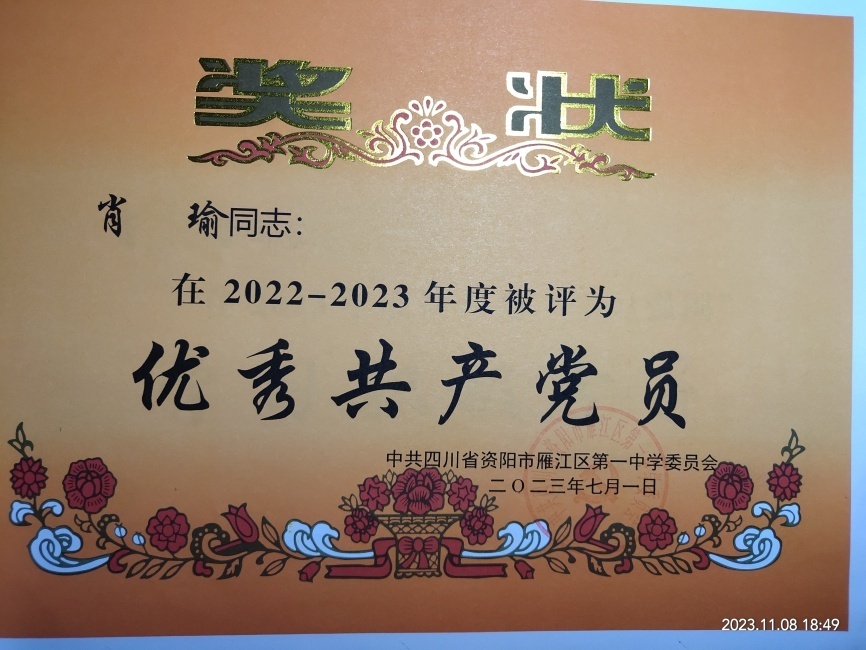 奖状
肖 瑜同志：
在 2022-2023 年度被评为
优秀共产党员
中共四川省资阳市雁江区第一中学委员会
二〇二三年七月一日
2023.11.08 18:49